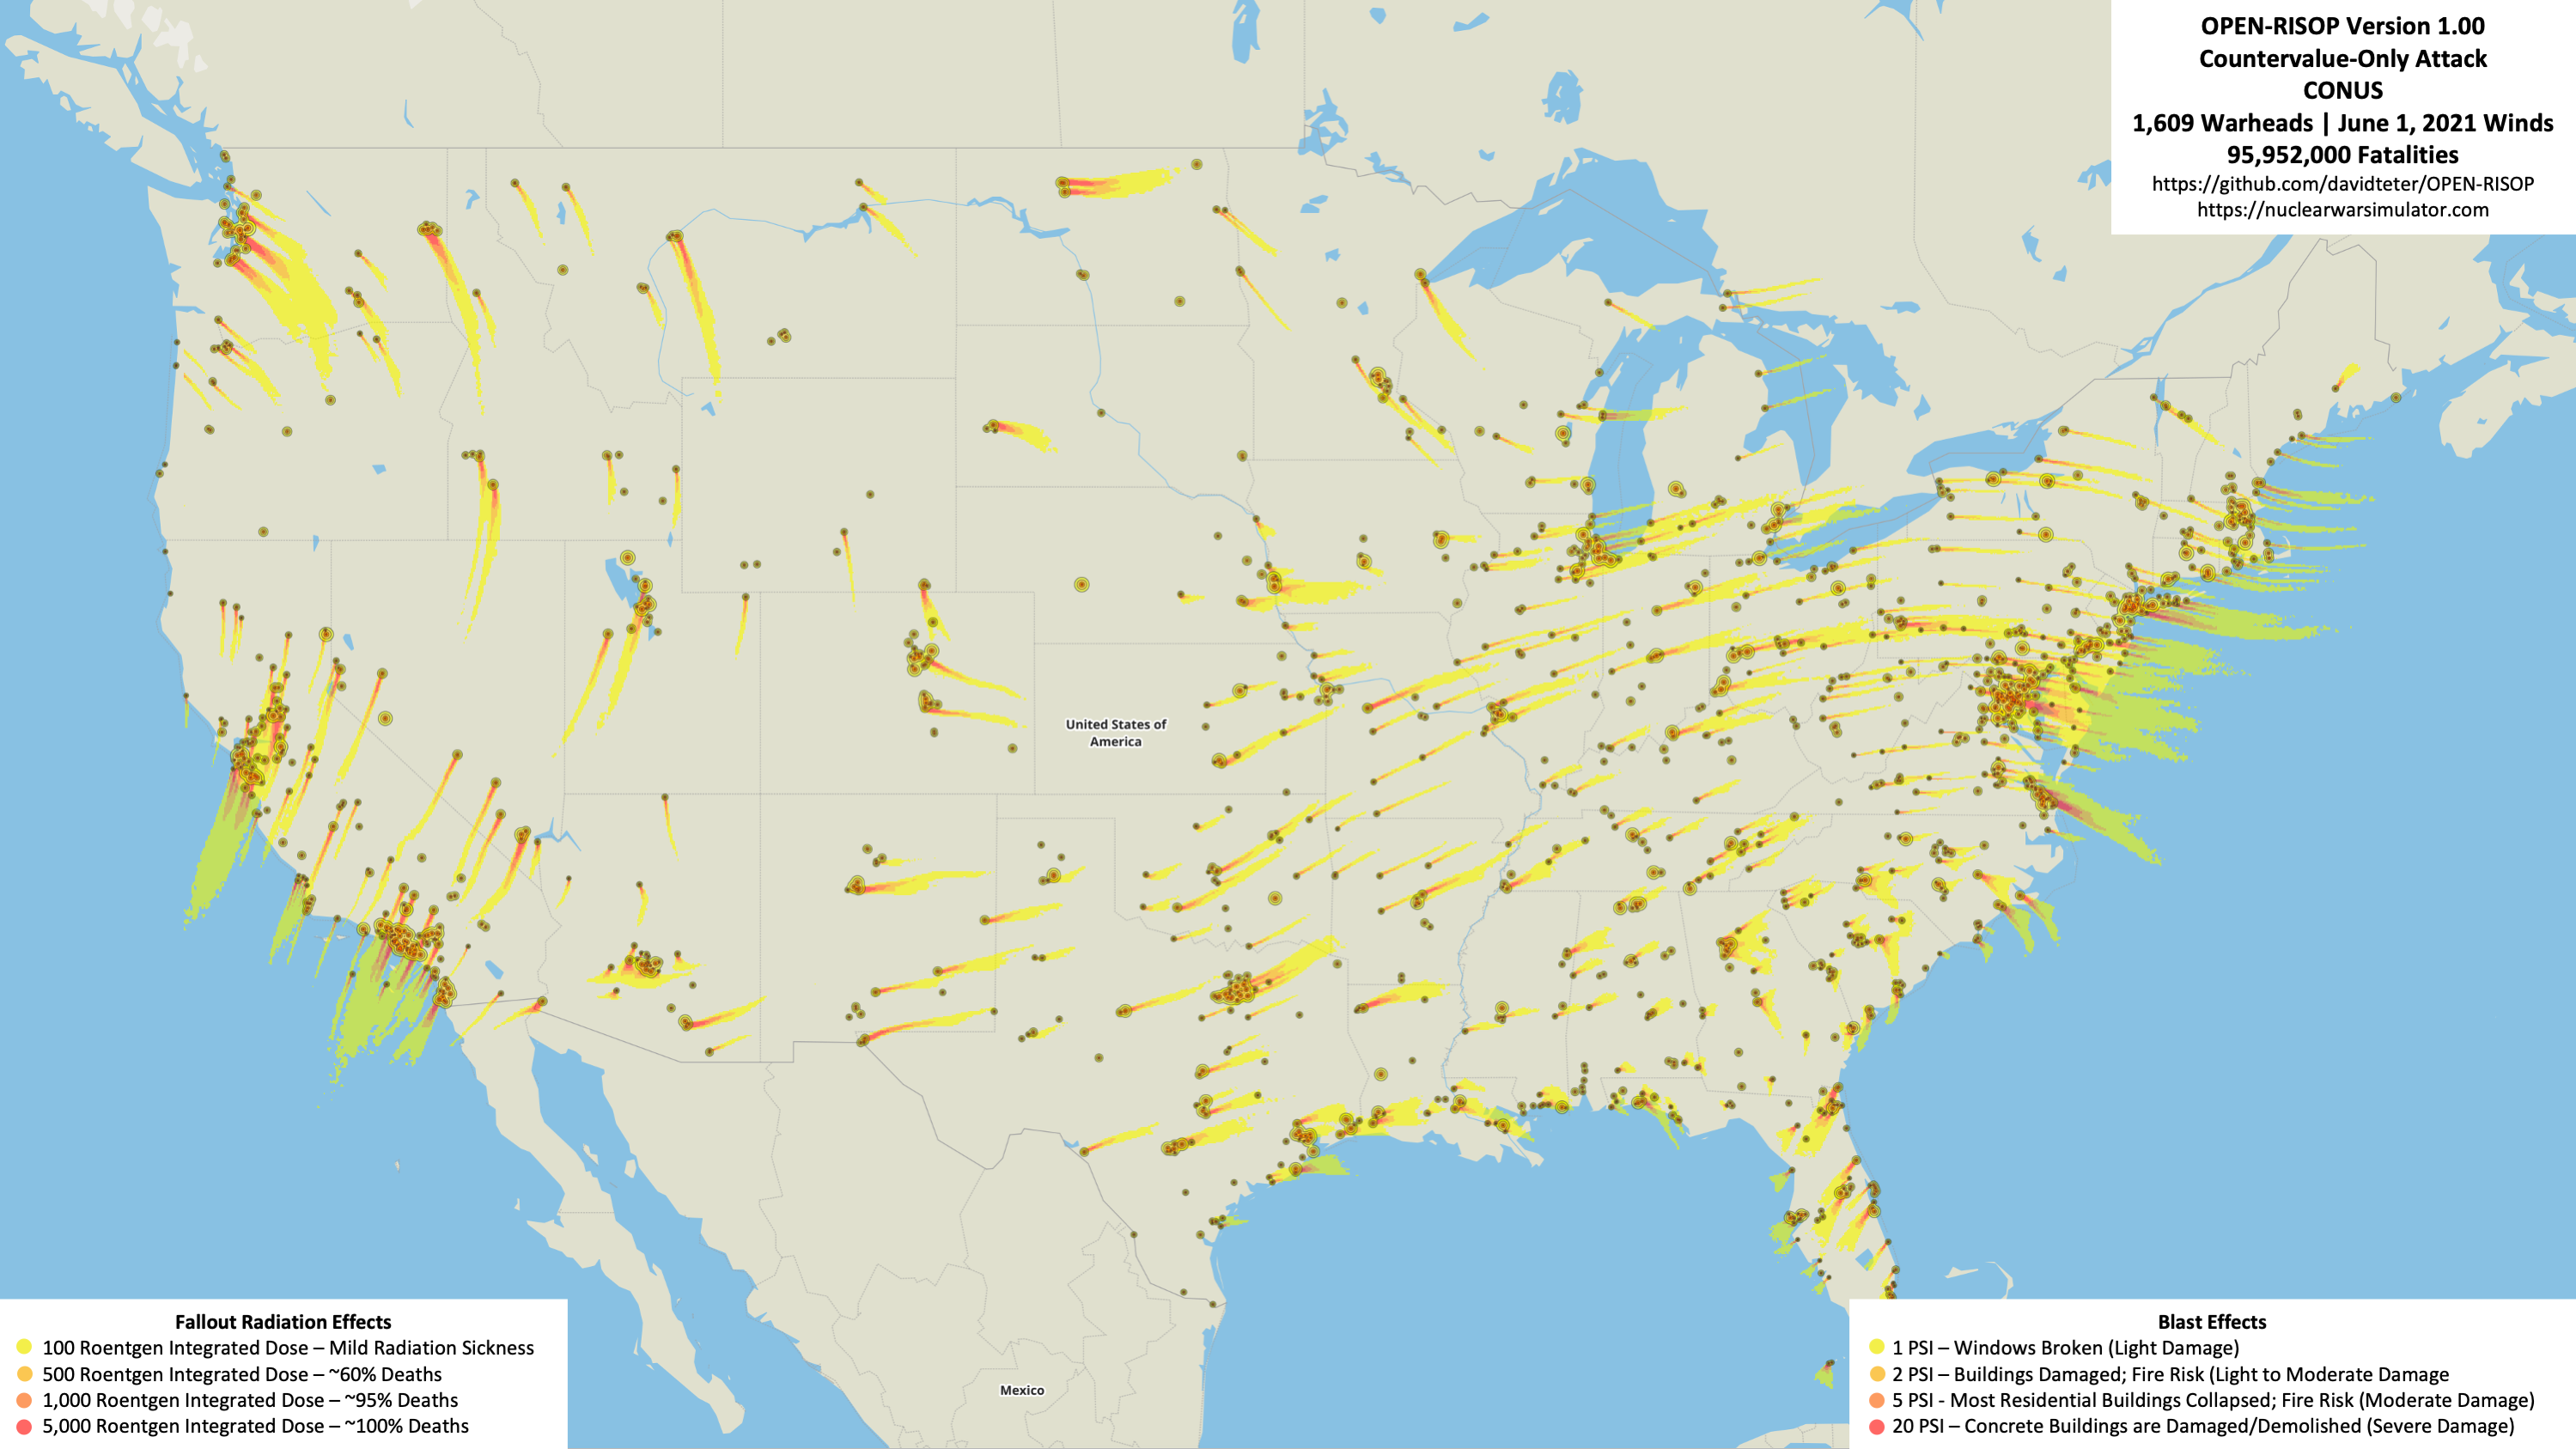 OPEN-RISOP Version 1.00
Countervalue-Only Attack
CONUS
1,609 Warheads | June 1, 2021 Winds
95,952,000 Fatalities
https://github.com/davidteter/OPEN-RISOP
https://nuclearwarsimulator.com
United States of
America
Mexico
Fallout Radiation Effects
100 Roentgen Integrated Dose – Mild Radiation Sickness
500 Roentgen Integrated Dose – ~60% Deaths
1,000 Roentgen Integrated Dose – ~95% Deaths
5,000 Roentgen Integrated Dose – ~100% Deaths
Blast Effects
1 PSI – Windows Broken (Light Damage)
2 PSI – Buildings Damaged; Fire Risk (Light to Moderate Damage
5 PSI - Most Residential Buildings Collapsed; Fire Risk (Moderate Damage)
20 PSI – Concrete Buildings are Damaged/Demolished (Severe Damage)